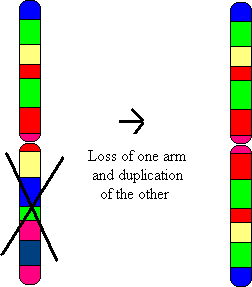 Loss of one arm
and duplication
of the other